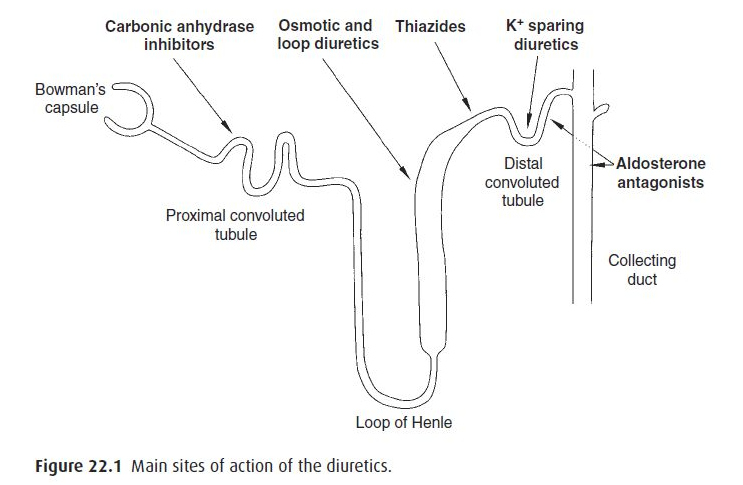 Carbonic anhydrase
inhibitors
Osmotic and
loop diuretics
Thiazides
K+ sparing
diuretics
Bowman's
capsule
Proximal convoluted
tubule
Distal
convoluted
tubule
Aldosterone
antagonists
Collecting
duct
Loop of Henle
Figure 22.1 Main sites of action of the diuretics.